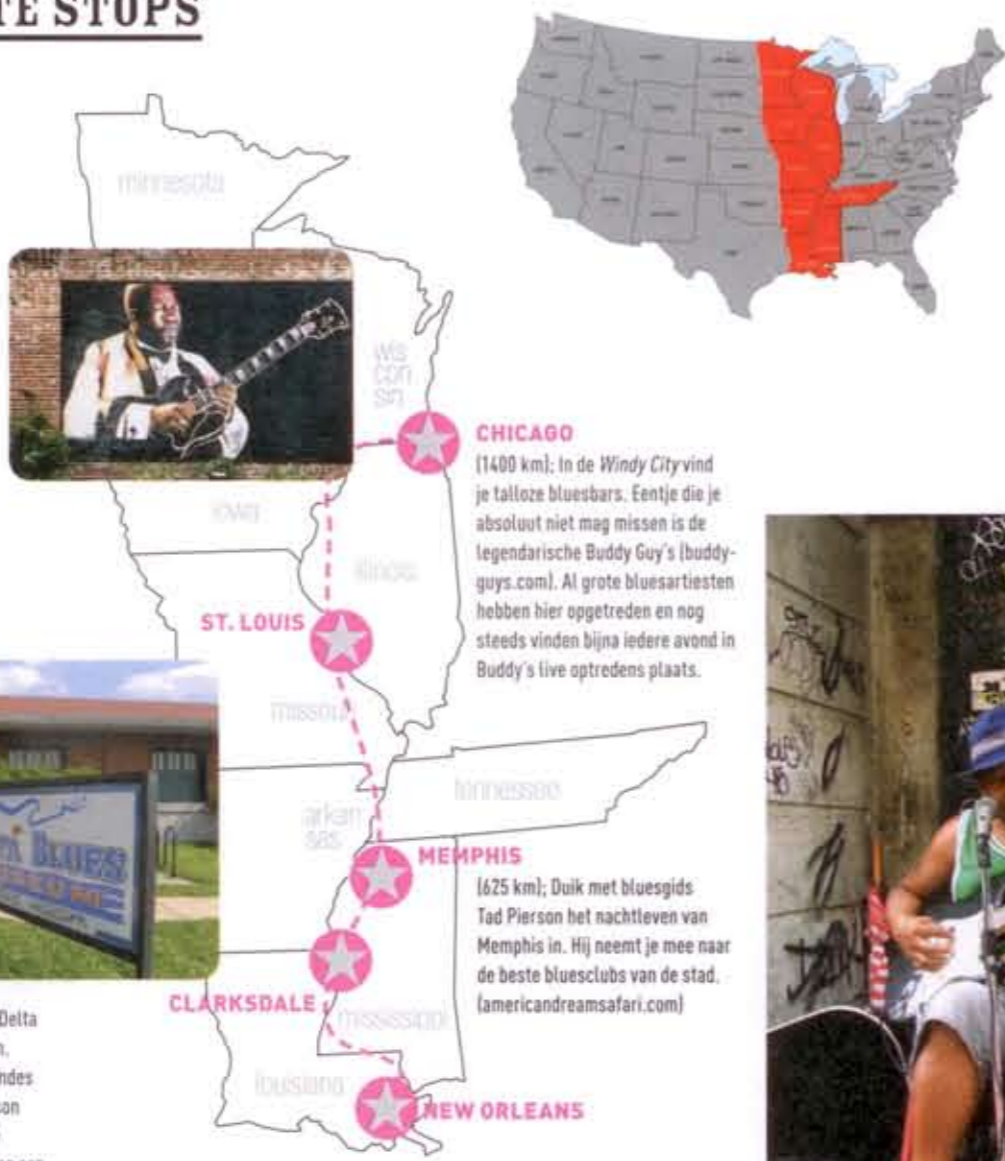 TE STOPS
minnesota
wis
con
sin
CHICAGO
(1400 km); In de Windy City vind
je talloze bluesbars. Eentje die je
absoluut niet mag missen is de
legendarische Buddy Guy's (buddy-
guys.com). Al grote bluesartiesten
hebben hier opgetreden en nog
steeds vinden bijna iedere avond in
Buddy's live optredens plaats.
iowa
illinois
ST. LOUIS
missou
tennessee
arkan
sas
BLUES
MEMPHIS
(625 km); Duik met bluesgids
Tad Pierson het nachtleven van
Memphis in. Hij neemt je mee naar
de beste bluesclubs van de stad.
(americandreamsafari.com)
CLARKSDALE
mississippi
Delta
n.
ndes
son
louisiana
NEW ORLEANS